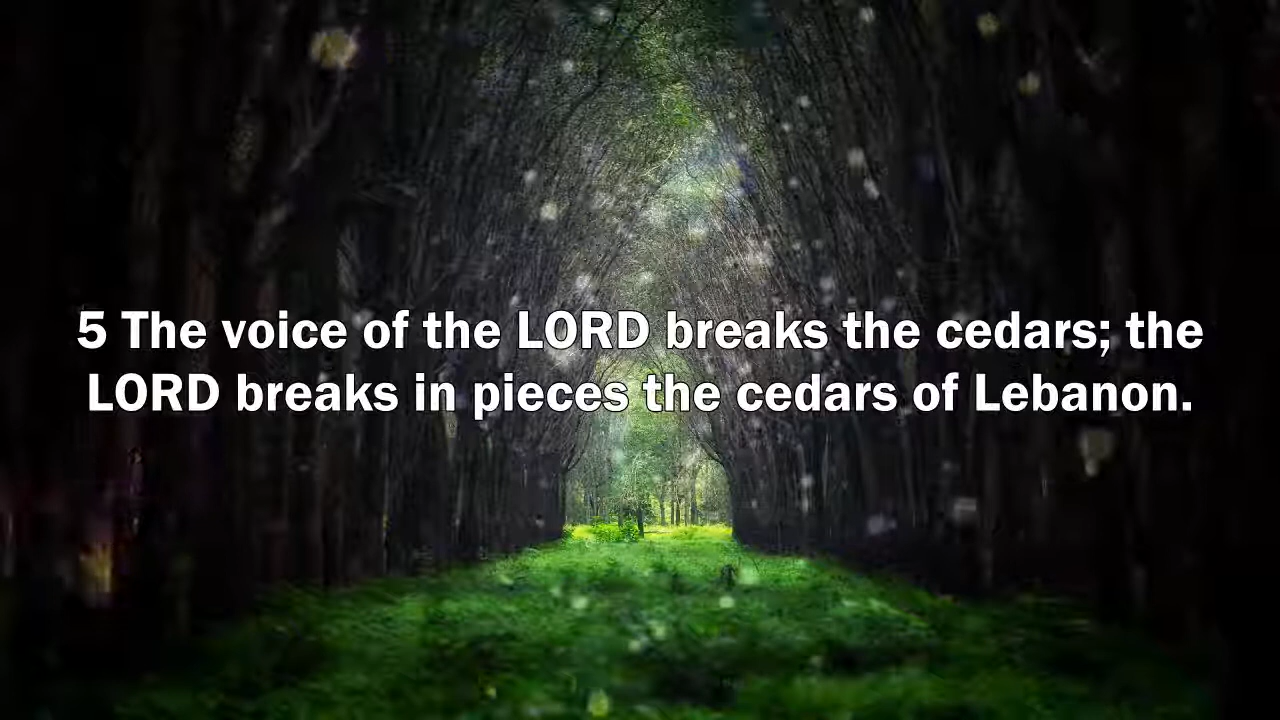 5 The voice of the LORD breaks the cedars; the
LORD breaks in pieces the cedars of Lebanon.